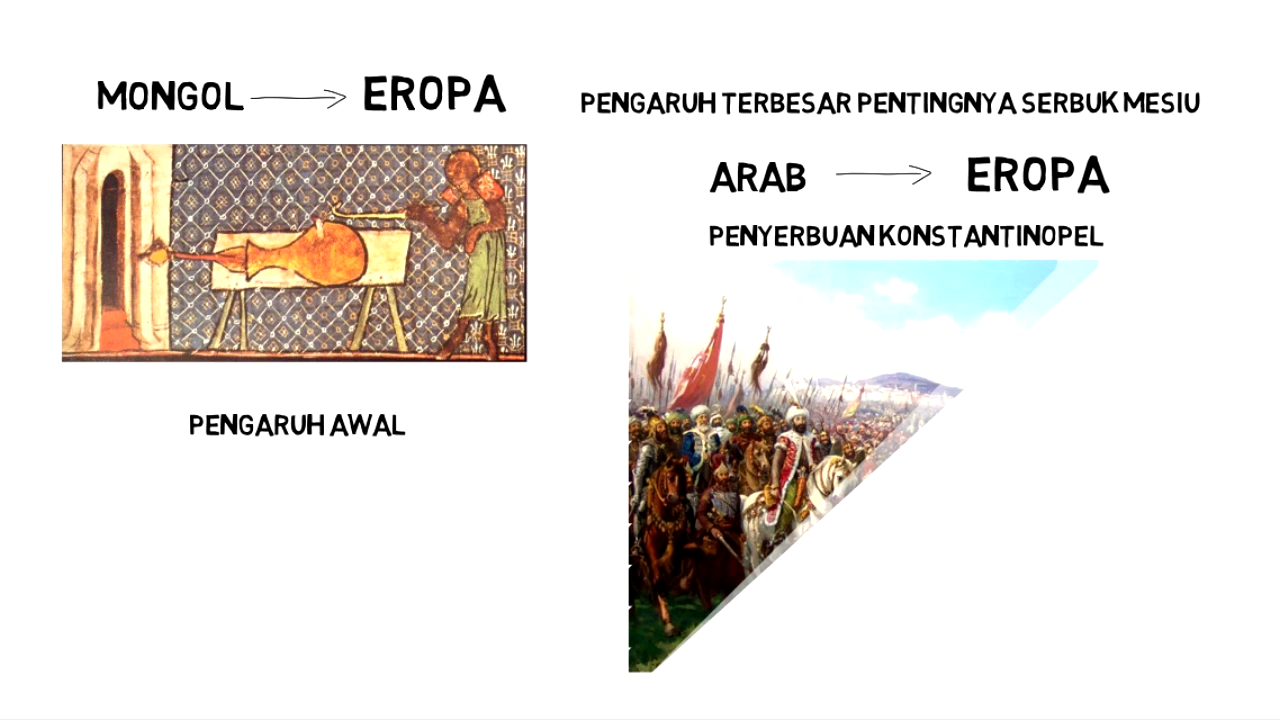 MONGOL EROPA
PENGARUH AWAL
PENGARUH TERBESAR PENTINGNYA SERBUK MESIU
ARAB EROPA
PENYERBUAN KONSTANTINOPEL